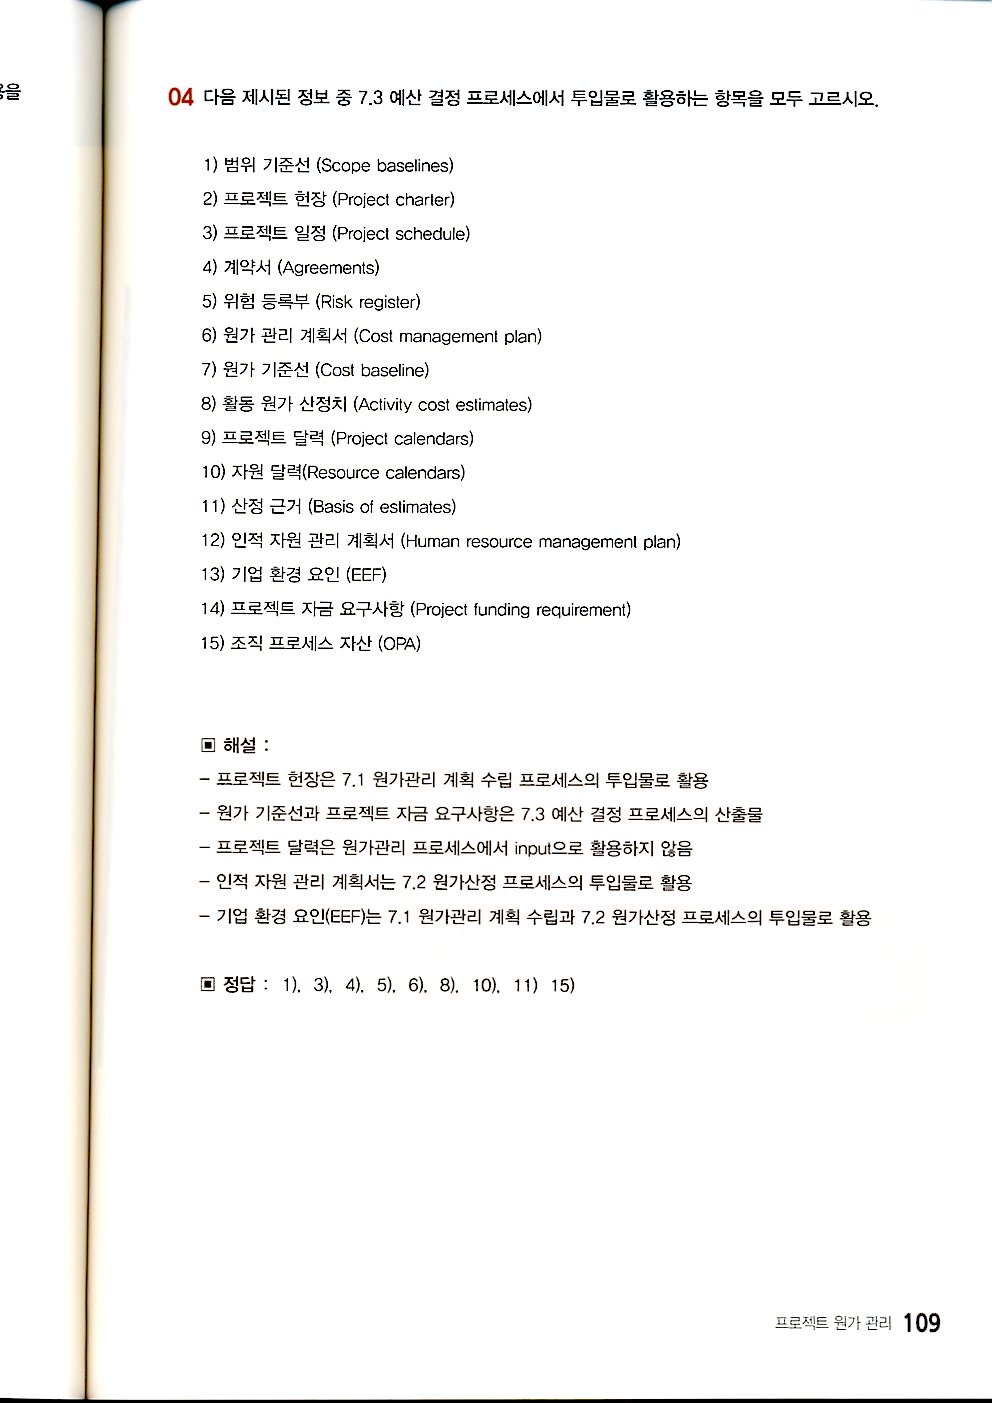 04 다음 제시된 정보 중 7.3 예산 결정 프로세스에서 투입물로 활용하는 항목을 모두 고르시오.
1) 범위 기준선 (Scope baselines)
2) 프로젝트 헌장 (Project charter)
3) 프로젝트 일정 (Project schedule)
4) 계약서 (Agreements)
5) 위험 등록부 (Risk register)
6) 원가 관리 계획서 (Cost management plan)
7) 원가 기준선 (Cost baseline)
8) 활동 원가 산정치 (Activity cost estimates)
9) 프로젝트 달력 (Project calendars)
10) 자원 달력(Resource calendars)
11) 산정 근거 (Basis of estimates)
12) 인적 자원 관리 계획서 (Human resource management plan)
13) 기업 환경 요인 (EEF)
14) 프로젝트 자금 요구사항 (Project funding requirement)
15) 조직 프로세스 자산 (OPA)
▣ 해설 :
– 프로젝트 헌장은 7.1 원가관리 계획 수립 프로세스의 투입물로 활용
– 원가 기준선과 프로젝트 자금 요구사항은 7.3 예산 결정 프로세스의 산출물
– 프로젝트 달력은 원가관리 프로세스에서 input으로 활용하지 않음
– 인적 자원 관리 계획서는 7.2 원가산정 프로세스의 투입물로 활용
– 기업 환경 요인(EEF)는 7.1 원가관리 계획 수립과 7.2 원가산정 프로세스의 투입물로 활용
▣ 정답 : 1), 3), 4), 5), 6), 8), 10), 11) 15)
프로젝트 원가 관리 109